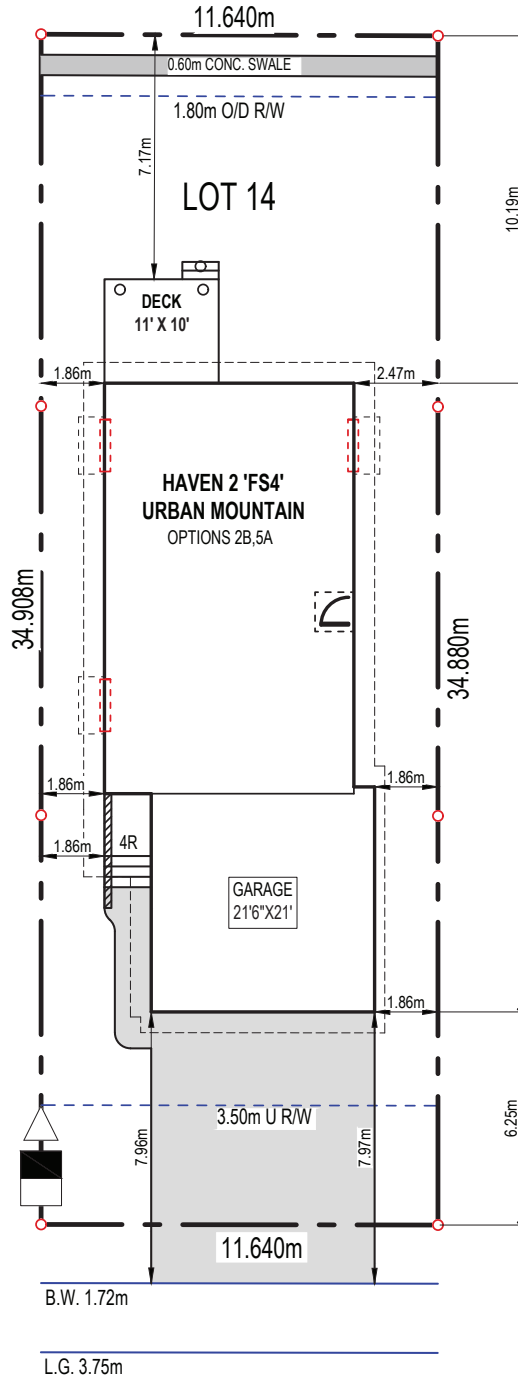 11.640m
0.60m CONC. SWALE
1.80m O/D R/W
7.17m
LOT 14
10.19m
DECK
11' X 10'
1.86m
2.47m
HAVEN 2 'FS4'
URBAN MOUNTAIN
OPTIONS 2B,5A
34.908m
34.880m
1.86m
1.86m
1.86m
4R
GARAGE
21'6"X21'
1.86m
3.50m U R/W
7.96m
7.97m
6.25m
11.640m
B.W. 1.72m
L.G. 3.75m